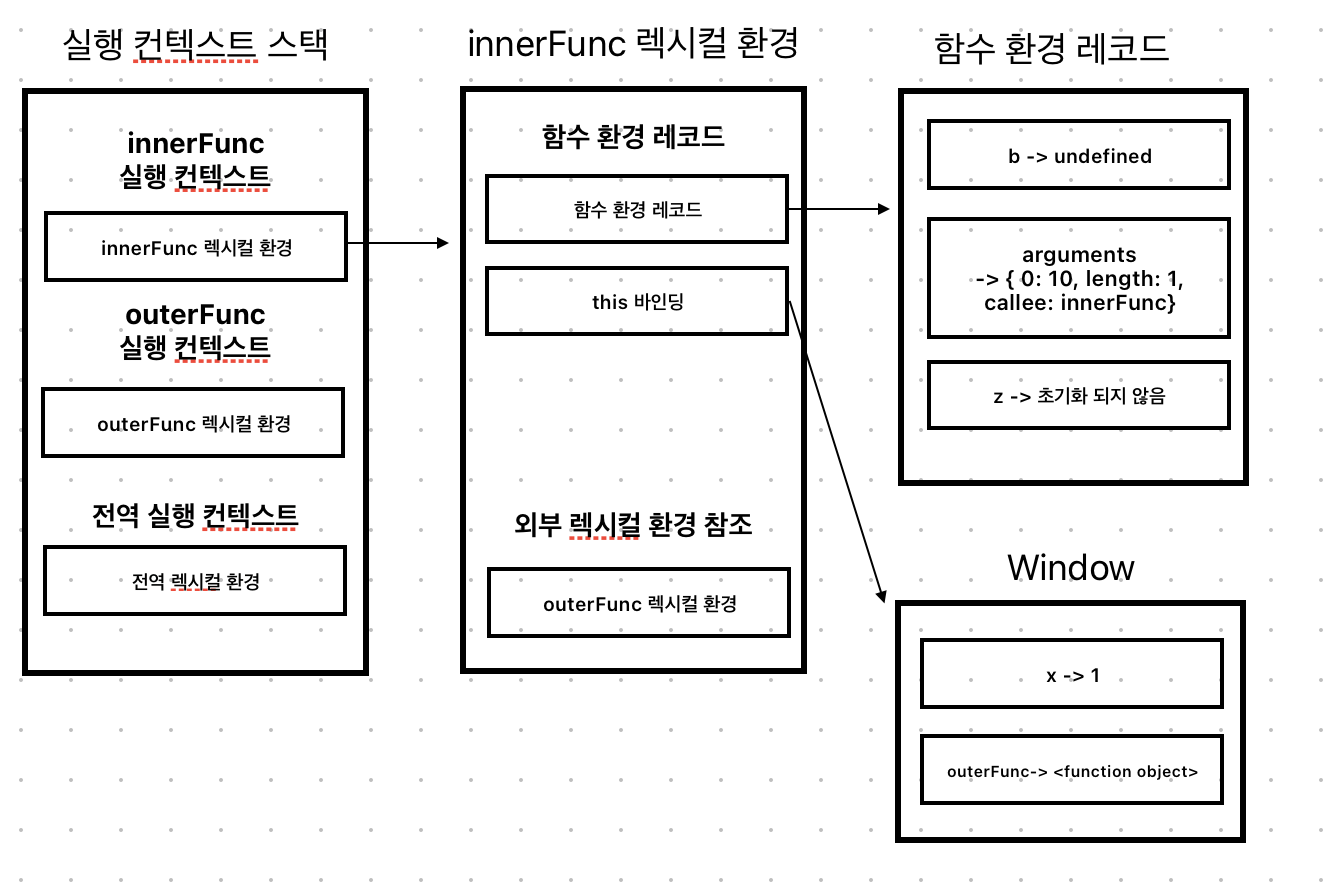 실행 컨텍스트 스택
innerFunc
실행 컨텍스트
innerFunc 렉시컬 환경
outerFunc
실행 컨텍스트
outerFunc 렉시컬 환경
전역 실행 컨텍스트
전역 렉시컬 환경
innerFunc 렉시컬 환경
함수 환경 레코드
함수 환경 레코드
this 바인딩
외부 렉시컬 환경 참조
outerFunc 렉시컬 환경
함수 환경 레코드
b -> undefined
arguments
-> { 0: 10, length: 1,
callee: innerFunc}
z -> 초기화 되지 않음
Window
x -> 1
outerFunc-> <function object>